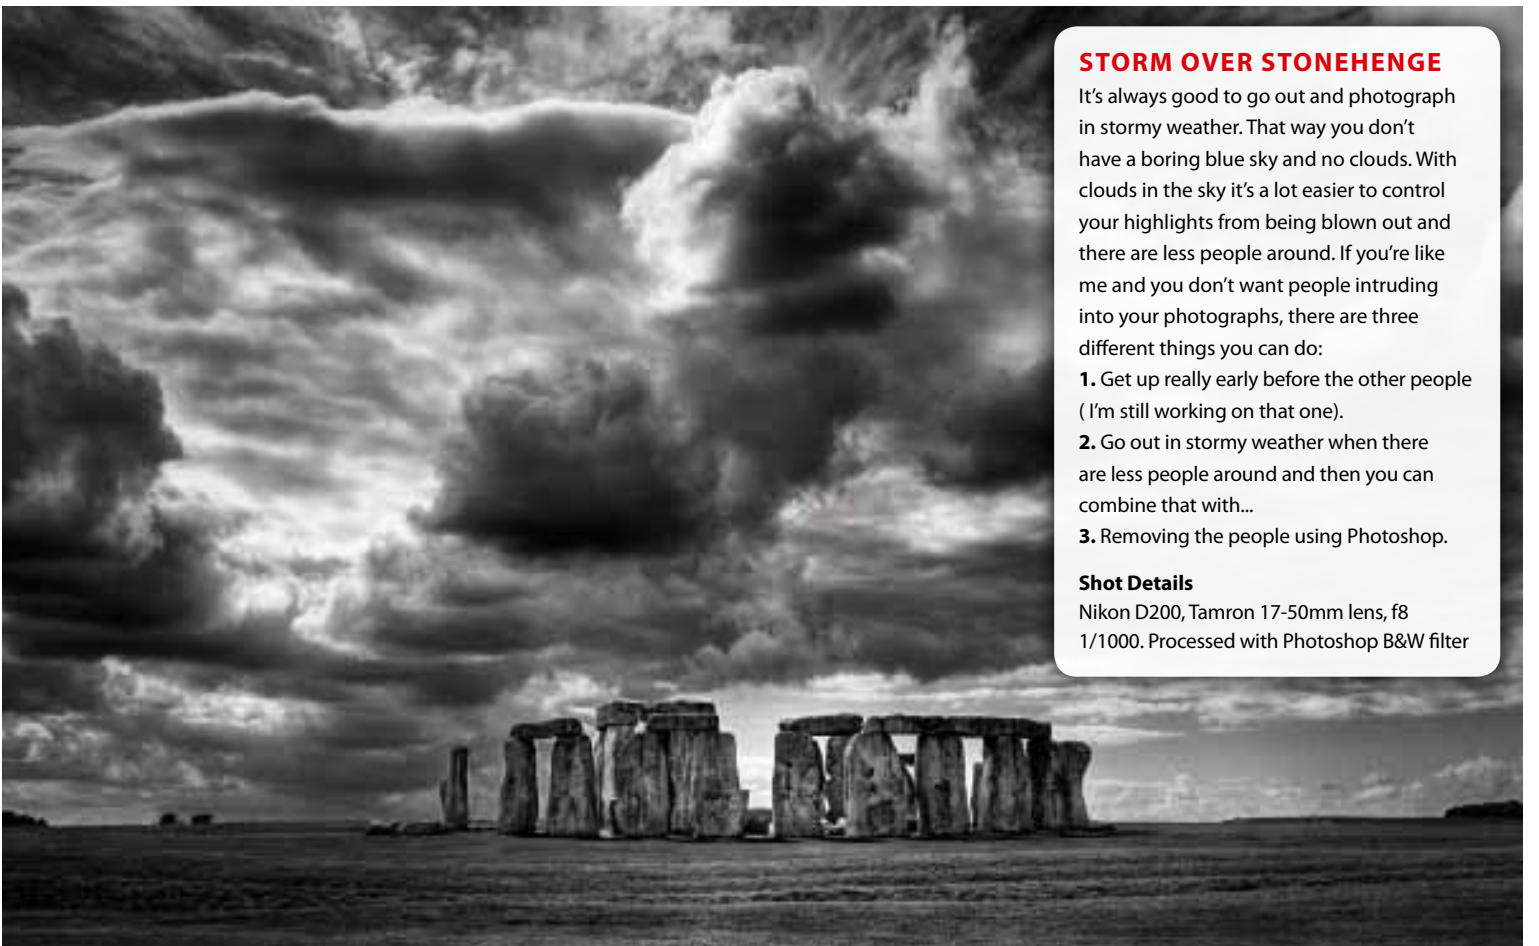 STORM OVER STONEHENGE
It’s always good to go out and photograph
in stormy weather. That way you don’t
have a boring blue sky and no clouds. With
clouds in the sky it’s a lot easier to control
your highlights from being blown out and
there are less people around. If you’re like
me and you don’t want people intruding
into your photographs, there are three
different things you can do:
1. Get up really early before the other people
( I’m still working on that one).
2. Go out in stormy weather when there
are less people around and then you can
combine that with...
3. Removing the people using Photoshop.
Shot Details
Nikon D200, Tamron 17-50mm lens, f8
1/1000. Processed with Photoshop B&W filter